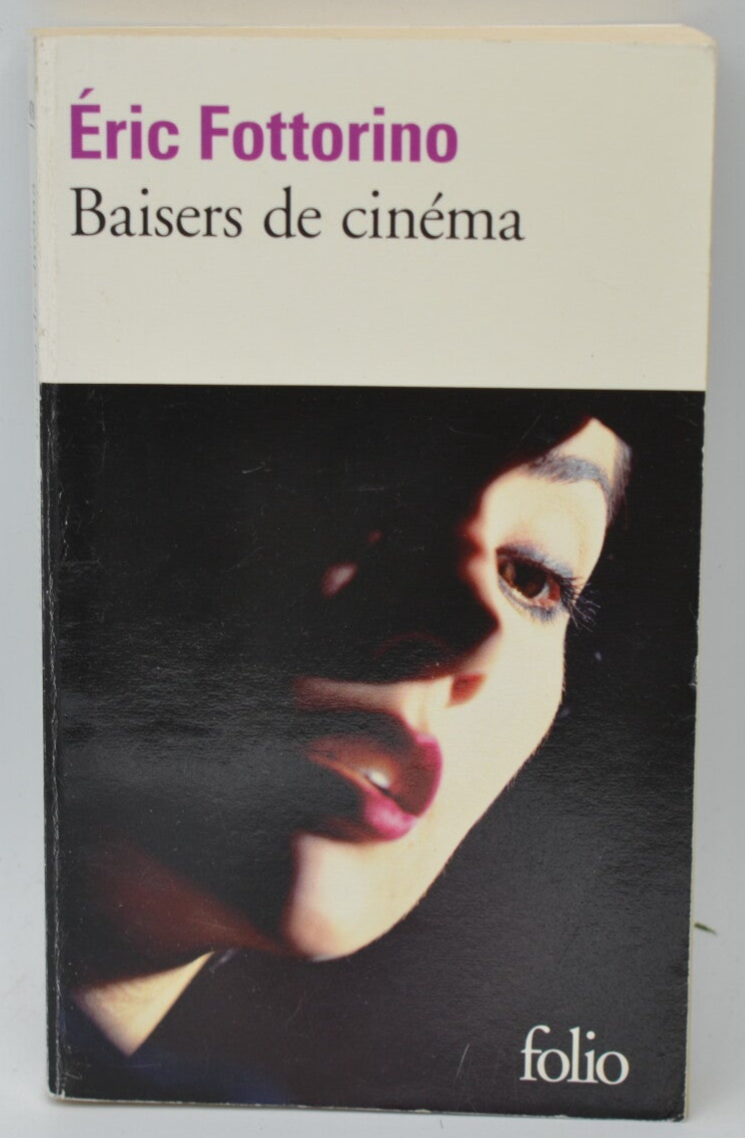 Éric Fottorino
Baisers de cinéma
folio